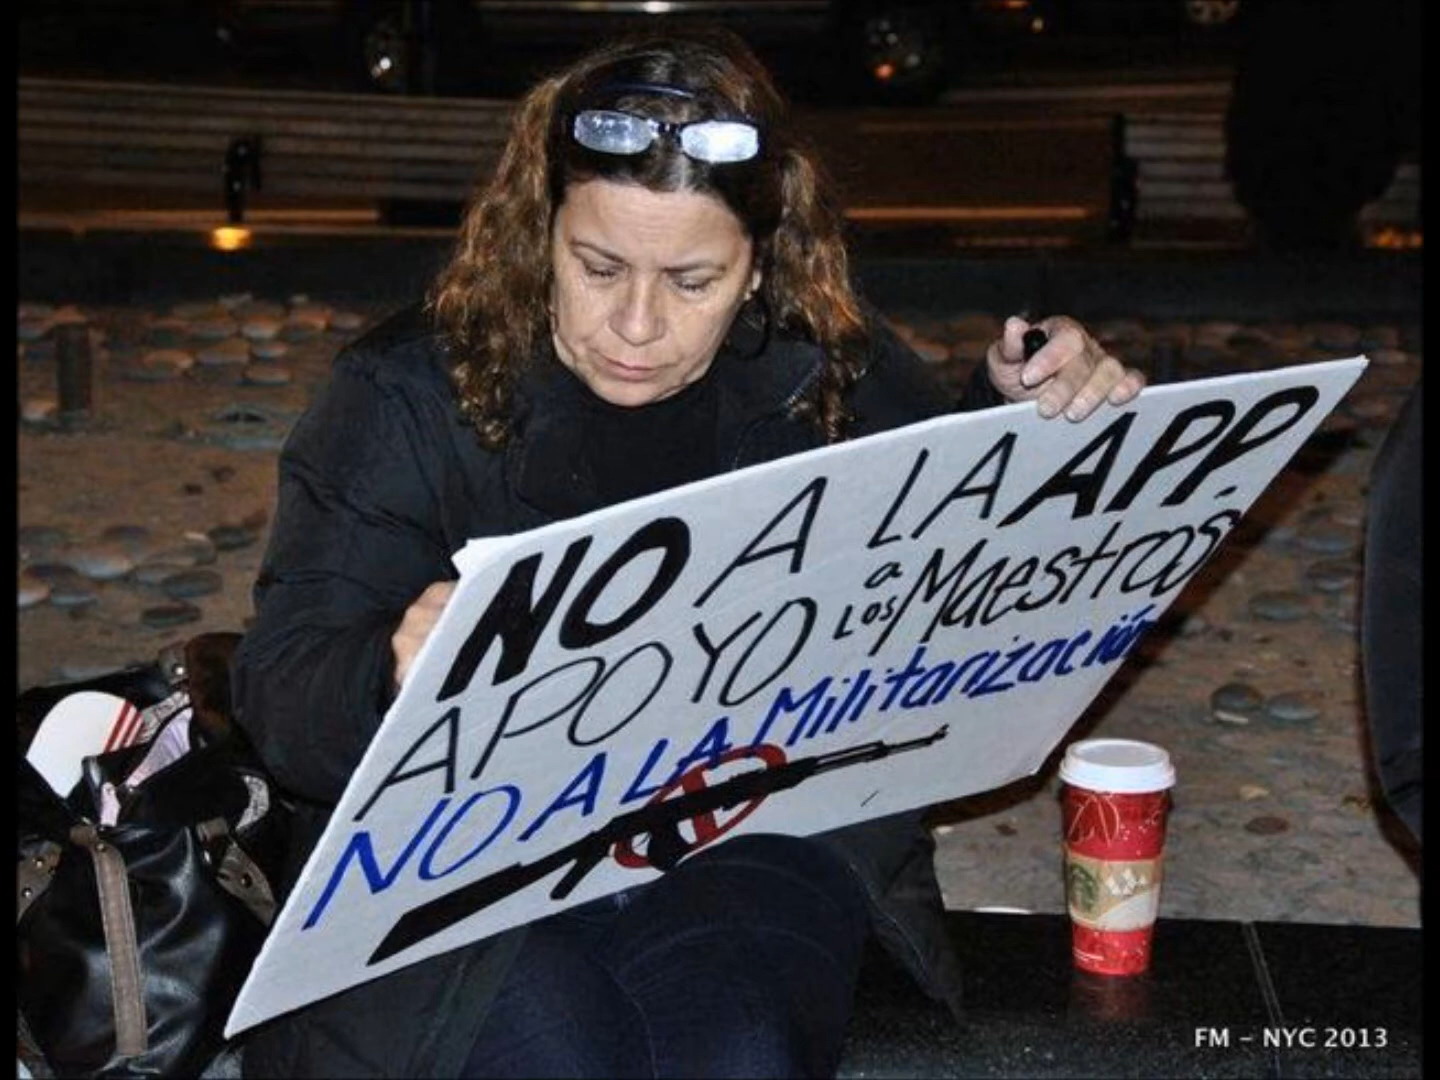 NO A LA APP.
APOYO a Los Maestros
NO A LA Militarización
FM - NYC 2013